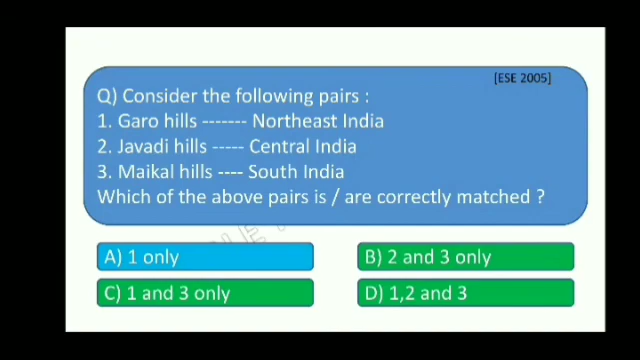 [ESE 2005]
Q) Consider the following pairs :
1. Garo hills ------- Northeast India
2. Javadi hills ----- Central India
3. Maikal hills ---- South India
Which of the above pairs is / are correctly matched ?
A) 1 only
B) 2 and 3 only
C) 1 and 3 only
D) 1,2 and 3